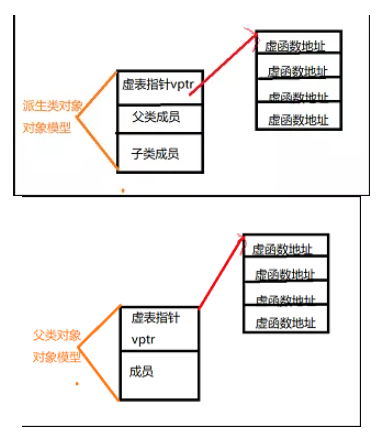 虚函数地址
虚函数地址
虚函数地址
虚函数地址
虚表指针vptr
父类成员
子类成员
派生类对象
对象模型
虚函数地址
虚函数地址
虚函数地址
虚函数地址
虚表指针
vptr
成员
父类对象
对象模型